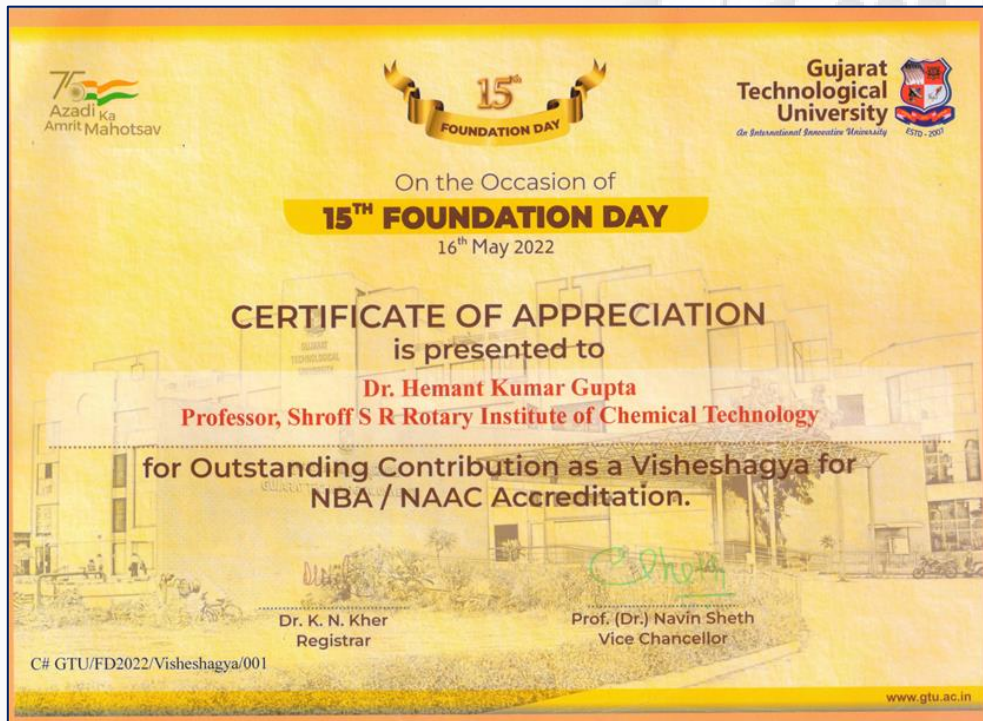 75
Azadi Ka
Amrit Mahotsav
15th
FOUNDATION DAY
Gujarat
Technological
University
An International Innovative University
ESTD - 2007
On the Occasion of
15TH FOUNDATION DAY
16th May 2022
CERTIFICATE OF APPRECIATION
is presented to
GUJARAT
TECHNOLOGICAL
UNIVERSITY
Dr. Hemant Kumar Gupta
Professor, Shroff S R Rotary Institute of Chemical Technology
for Outstanding Contribution as a Visheshagya for
NBA / NAAC Accreditation.
Dr. K. N. Kher
Registrar
Prof. (Dr.) Navin Sheth
Vice Chancellor
C# GTU/FD2022/Visheshagya/001
www.gtu.ac.in